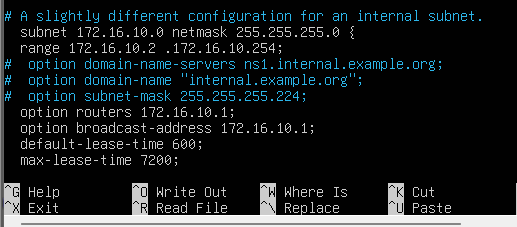 # A slightly different configuration for an internal subnet.
subnet 172.16.10.0 netmask 255.255.255.0 {
range 172.16.10.2 .172.16.10.254;
#  option domain-name-servers ns1.internal.example.org;
#  option domain-name "internal.example.org";
#  option subnet-mask 255.255.255.224;
option routers 172.16.10.1;
option broadcast-address 172.16.10.1;
default-lease-time 600;
max-lease-time 7200;
^G Help ^O Write Out ^W Where Is ^K Cut
^X Exit ^R Read File ^\ Replace ^U Paste